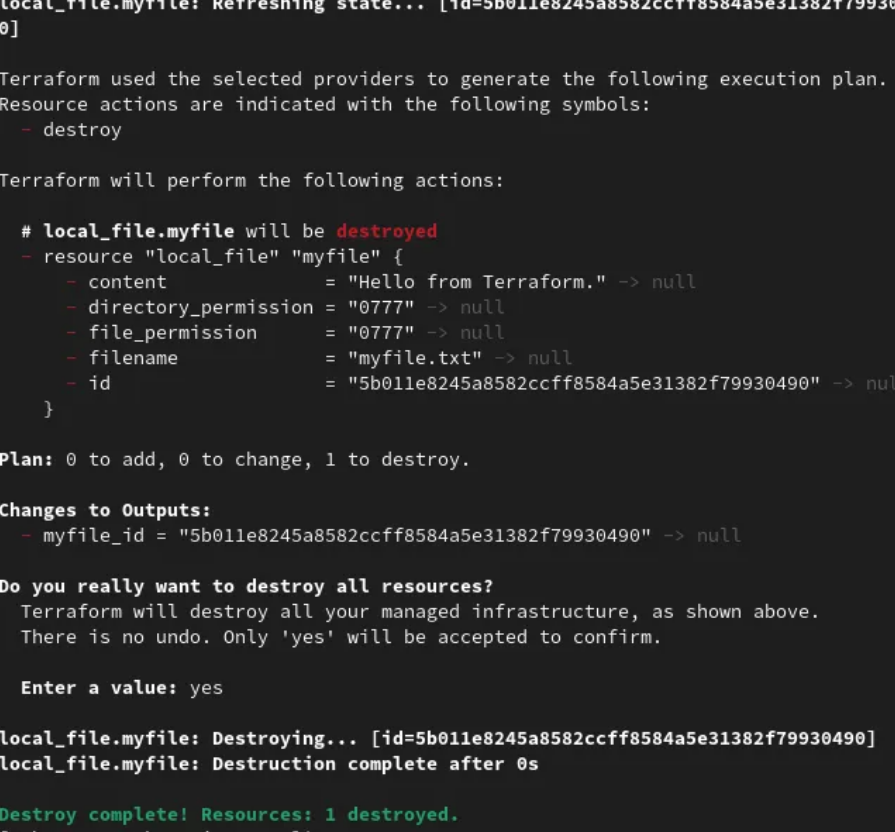 local_file.myfile: Refreshing state... [id=5b011e8245a8582ccff8584a5e31382f7993049
0]
Terraform used the selected providers to generate the following execution plan.
Resource actions are indicated with the following symbols:
- destroy
Terraform will perform the following actions:
# local_file.myfile will be destroyed
- resource "local_file" "myfile" {
- content = "Hello from Terraform." -> null
- directory_permission = "0777" -> null
- file_permission = "0777" -> null
- filename = "myfile.txt" -> null
- id = "5b011e8245a8582ccff8584a5e31382f79930490" -> nul
}
Plan: 0 to add, 0 to change, 1 to destroy.
Changes to Outputs:
- myfile_id = "5b011e8245a8582ccff8584a5e31382f79930490" -> null
Do you really want to destroy all resources?
Terraform will destroy all your managed infrastructure, as shown above.
There is no undo. Only 'yes' will be accepted to confirm.
Enter a value: yes
local_file.myfile: Destroying... [id=5b011e8245a8582ccff8584a5e31382f79930490]
local_file.myfile: Destruction complete after 0s
Destroy complete! Resources: 1 destroyed.